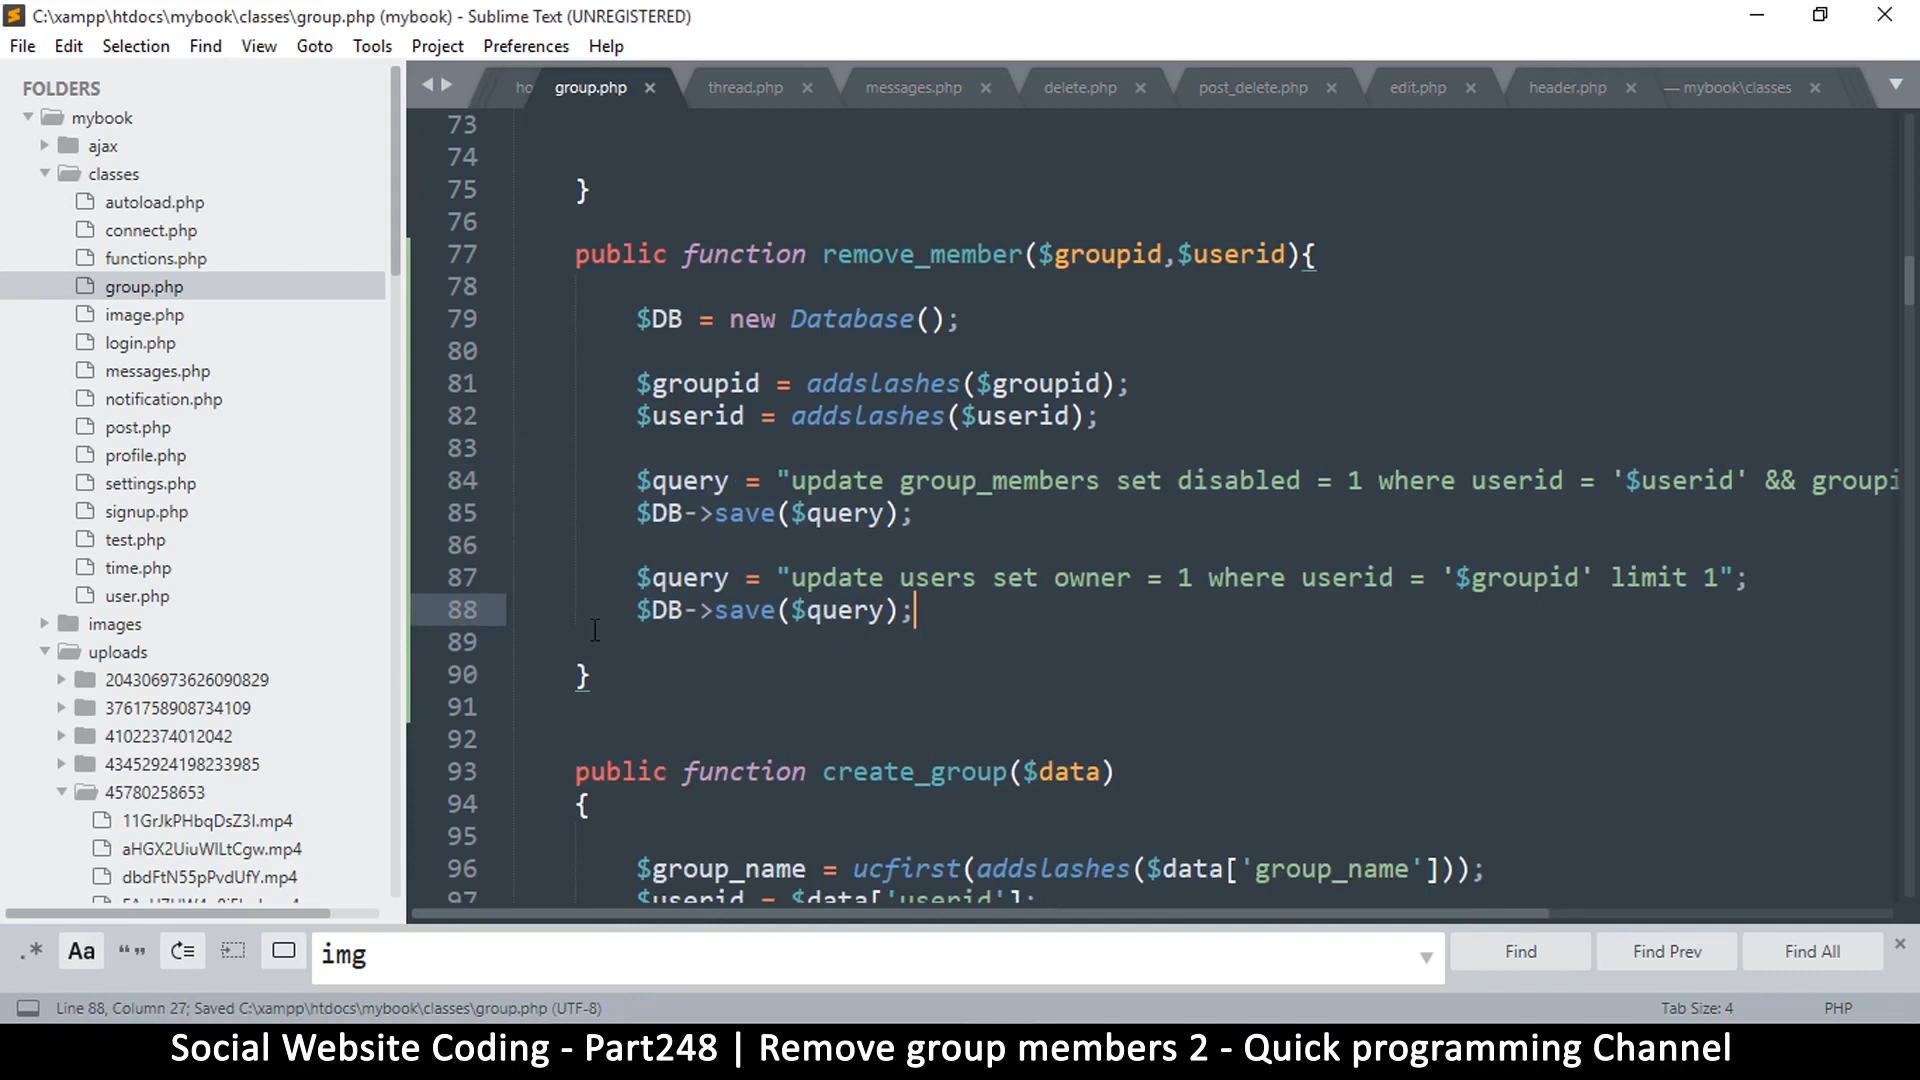 C:\xampp\htdocs\mybook\classes\group.php (mybook) - Sublime Text (UNREGISTERED)
File Edit Selection Find View Goto Tools Project Preferences Help
FOLDERS
mybook
ajax
classes
autoload.php
connect.php
functions.php
group.php
image.php
login.php
messages.php
notification.php
post.php
profile.php
settings.php
signup.php
test.php
time.php
user.php
images
uploads
204306973626090829
3761758908734109
41022374012042
43452924198233985
45780258653
11GrJkPHbqDsZ3I.mp4
aHGX2UiuWILtCgw.mp4
dbdFtN55pPvdUfY.mp4
ho group.php thread.php messages.php delete.php post_delete.php edit.php header.php — mybook\classes
73
74
75 }
76
77 public function remove_member($groupid,$userid){
78
79 $DB = new Database();
80
81 $groupid = addslashes($groupid);
82 $userid = addslashes($userid);
83
84 $query = "update group_members set disabled = 1 where userid = '$userid' && groupi
85 $DB->save($query);
86
87 $query = "update users set owner = 1 where userid = '$groupid' limit 1";
88 $DB->save($query);
89
90 }
91
92
93 public function create_group($data)
94 {
95
96 $group_name = ucfirst(addslashes($data['group_name']));
97 $userid = $data['userid'];
.* Aa “” img Find Find Prev Find All
Line 88, Column 27; Saved C:\xampp\htdocs\mybook\classes\group.php (UTF-8) Tab Size: 4 PHP
Social Website Coding - Part248 | Remove group members 2 - Quick programming Channel